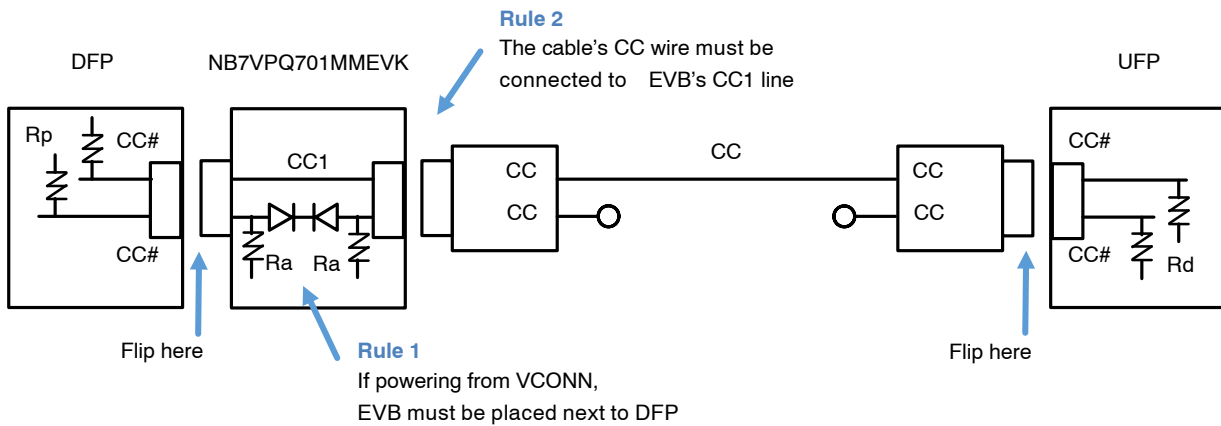 Rule 2
The cable's CC wire must be
connected to EVB's CC1 line
DFP
NB7VPQ701MMEVK
UFP
Rp
CC#
CC1
CC
CC
CC
CC
CC
CC#
CC#
Ra
Ra
CC#
Rd
Flip here
Rule 1
If powering from VCONN,
EVB must be placed next to DFP
Flip here